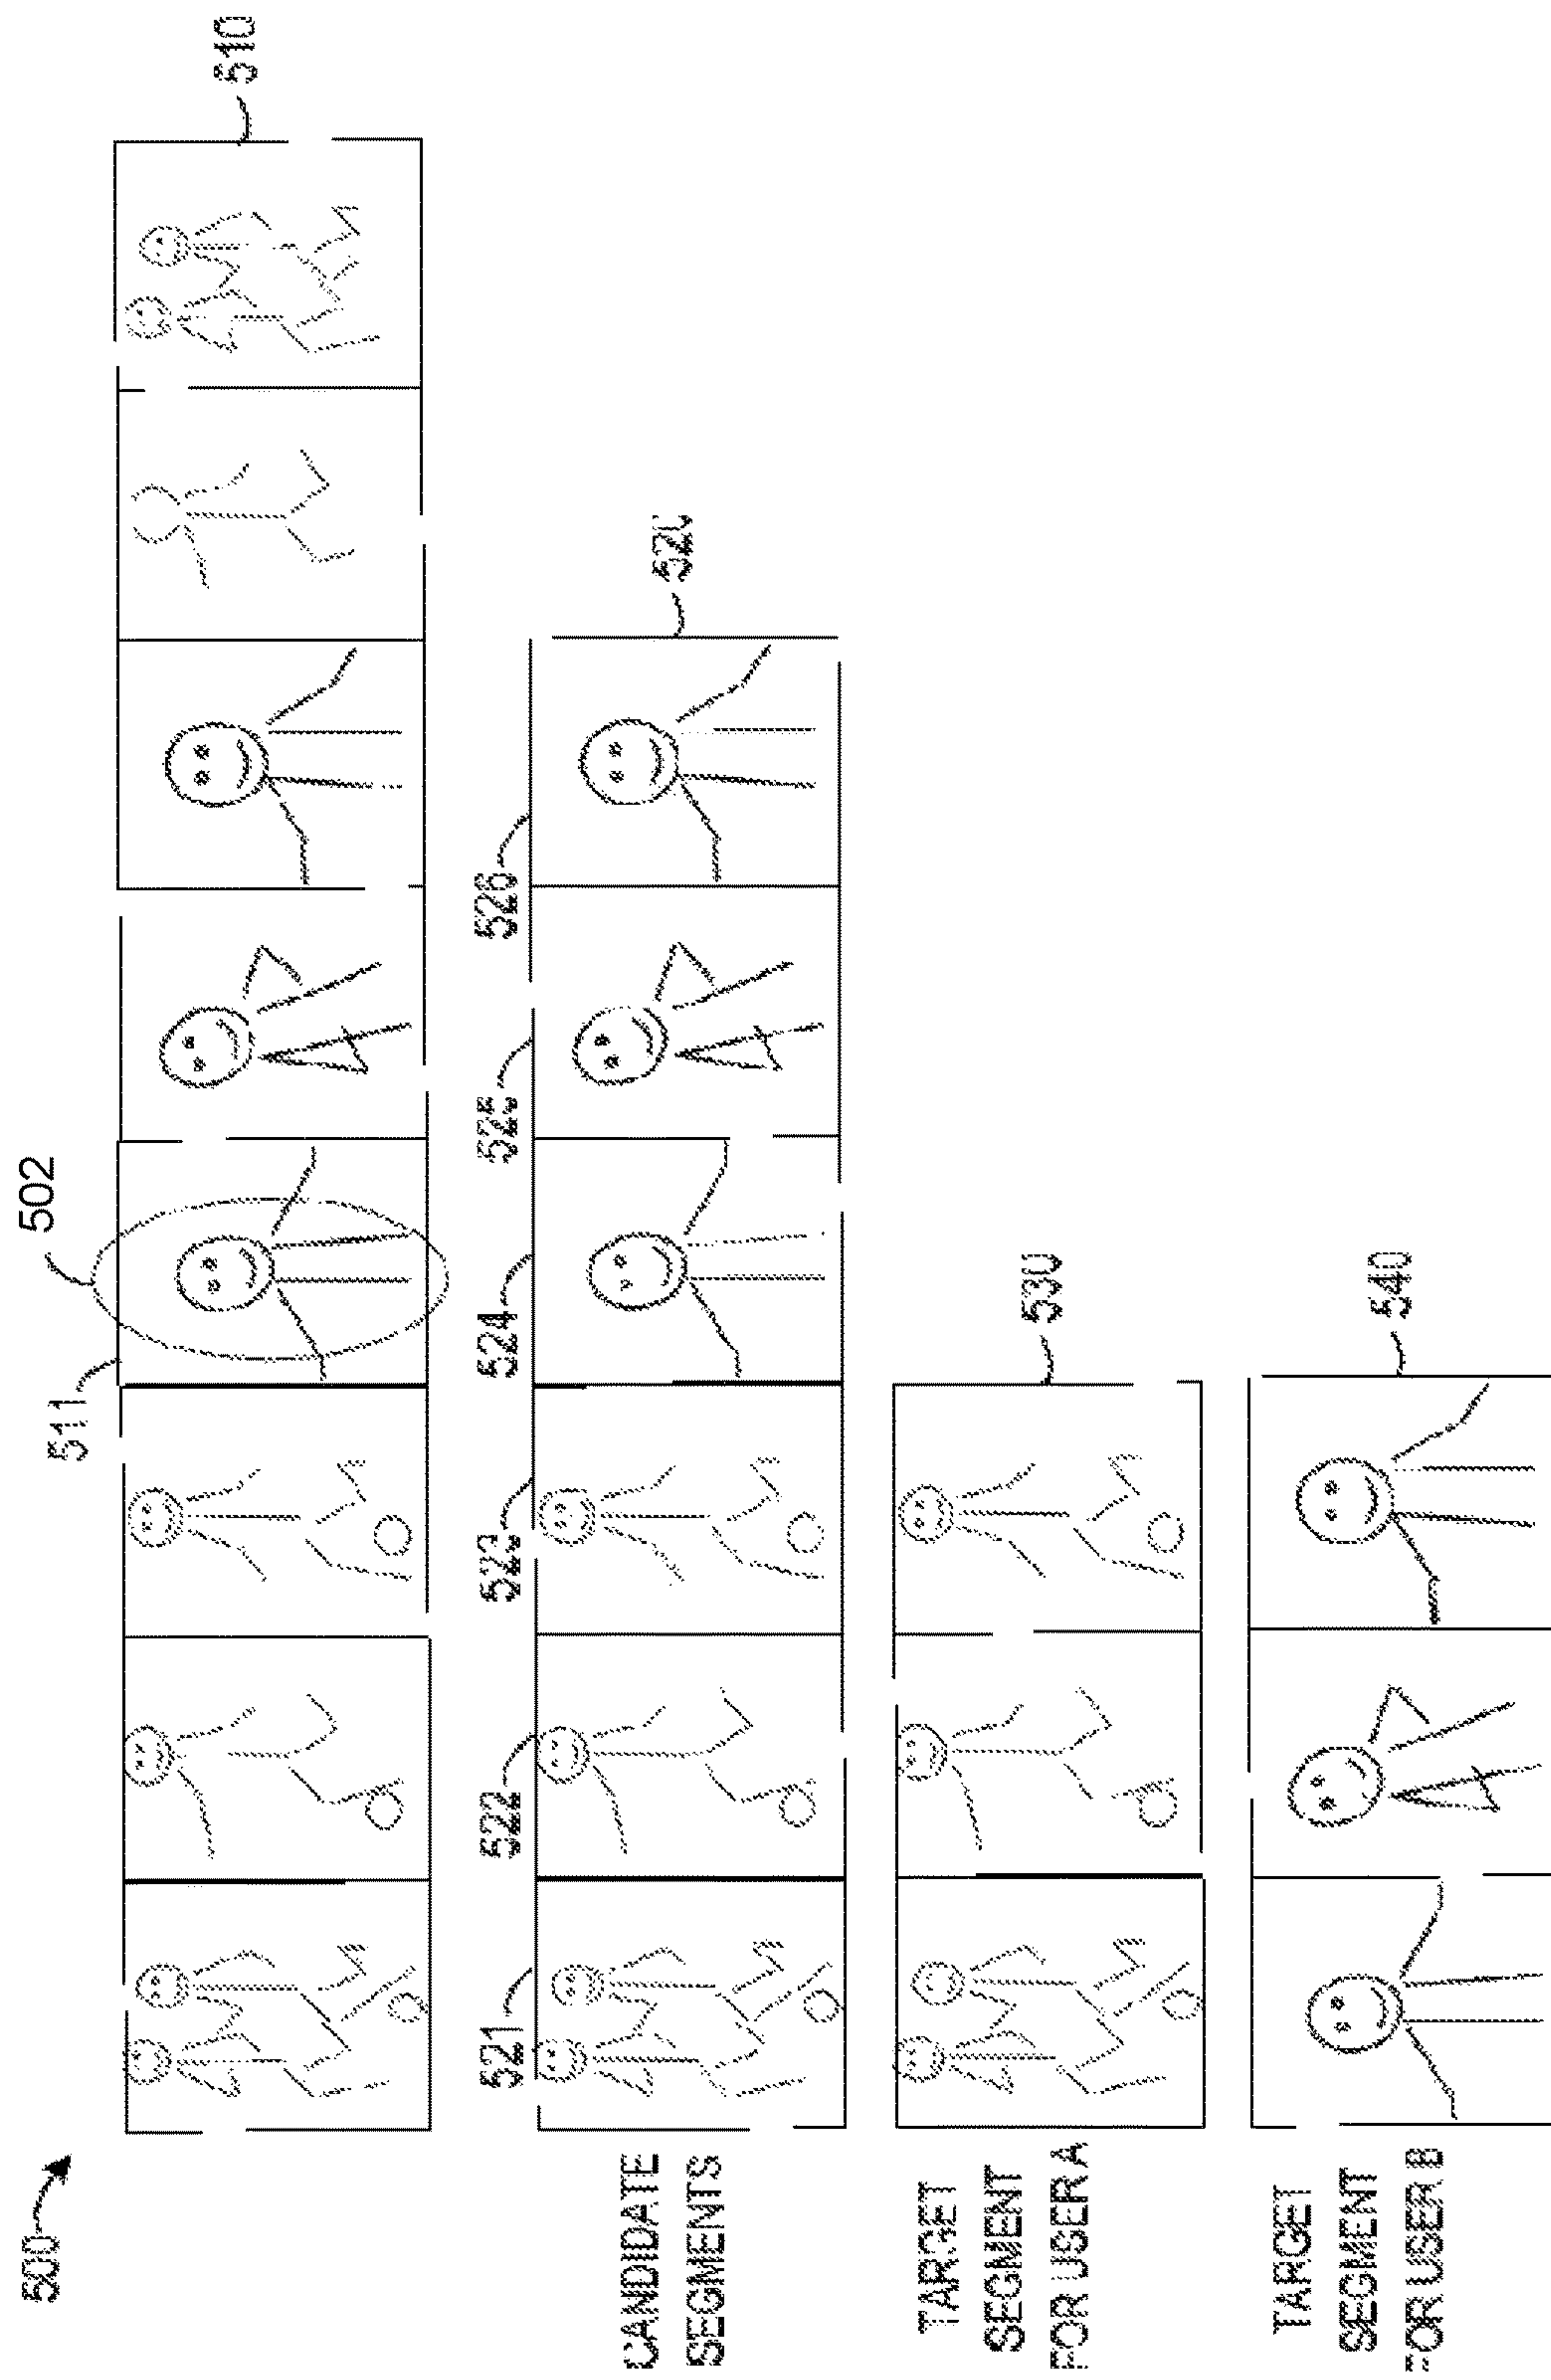 500
511
502
510
521
522
523
524
525
526
CANDIDATE
SEGMENTS
520
TARGET
SEGMENT
FOR USER A
530
TARGET
SEGMENT
FOR USER B
540